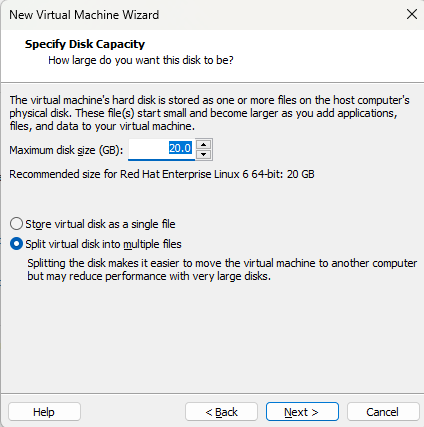 New Virtual Machine Wizard
Specify Disk Capacity
How large do you want this disk to be?
The virtual machine's hard disk is stored as one or more files on the host computer's
physical disk. These file(s) start small and become larger as you add applications,
files, and data to your virtual machine.
Maximum disk size (GB): 20.0
Recommended size for Red Hat Enterprise Linux 6 64-bit: 20 GB
Store virtual disk as a single file
Split virtual disk into multiple files
Splitting the disk makes it easier to move the virtual machine to another computer
but may reduce performance with very large disks.
Help < Back Next > Cancel